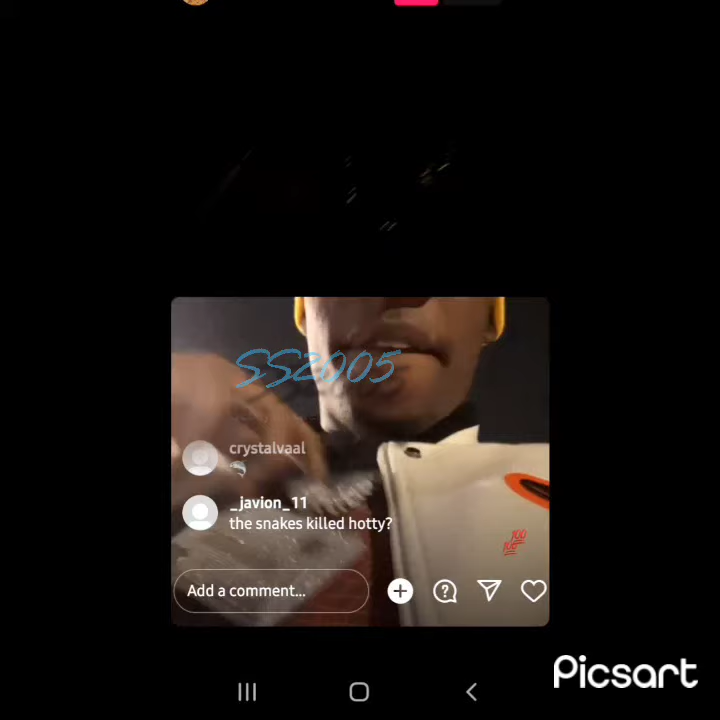 SS2005
crystalvaal
_javion_11
the snakes killed hotty?
💯
Add a comment...
Picsart